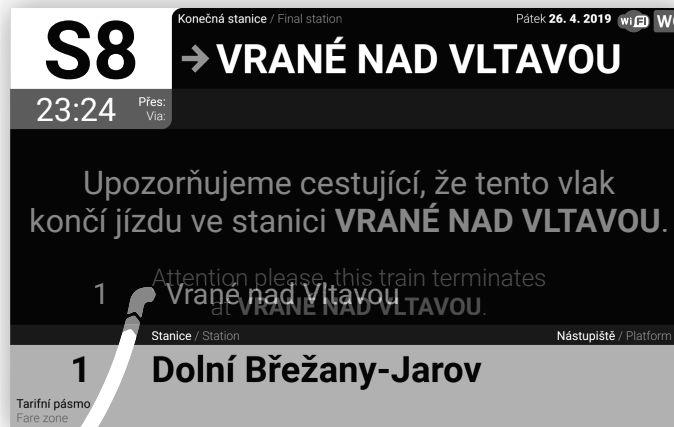 S8
Konečná stanice / Final station
Pátek 26. 4. 2019
WiFi
→ VRANÉ NAD VLTAVOU
23:24
Přes:
Via:
Upozorňujeme cestující, že tento vlak
končí jízdu ve stanici VRANÉ NAD VLTAVOU.
Attention please, this train terminates
at VRANÉ NAD VLTAVOU.
1 Vrané nad Vltavou
Stanice / Station
Nástupiště / Platform
1 Dolní Břežany-Jarov
Tarifní pásmo
Fare zone